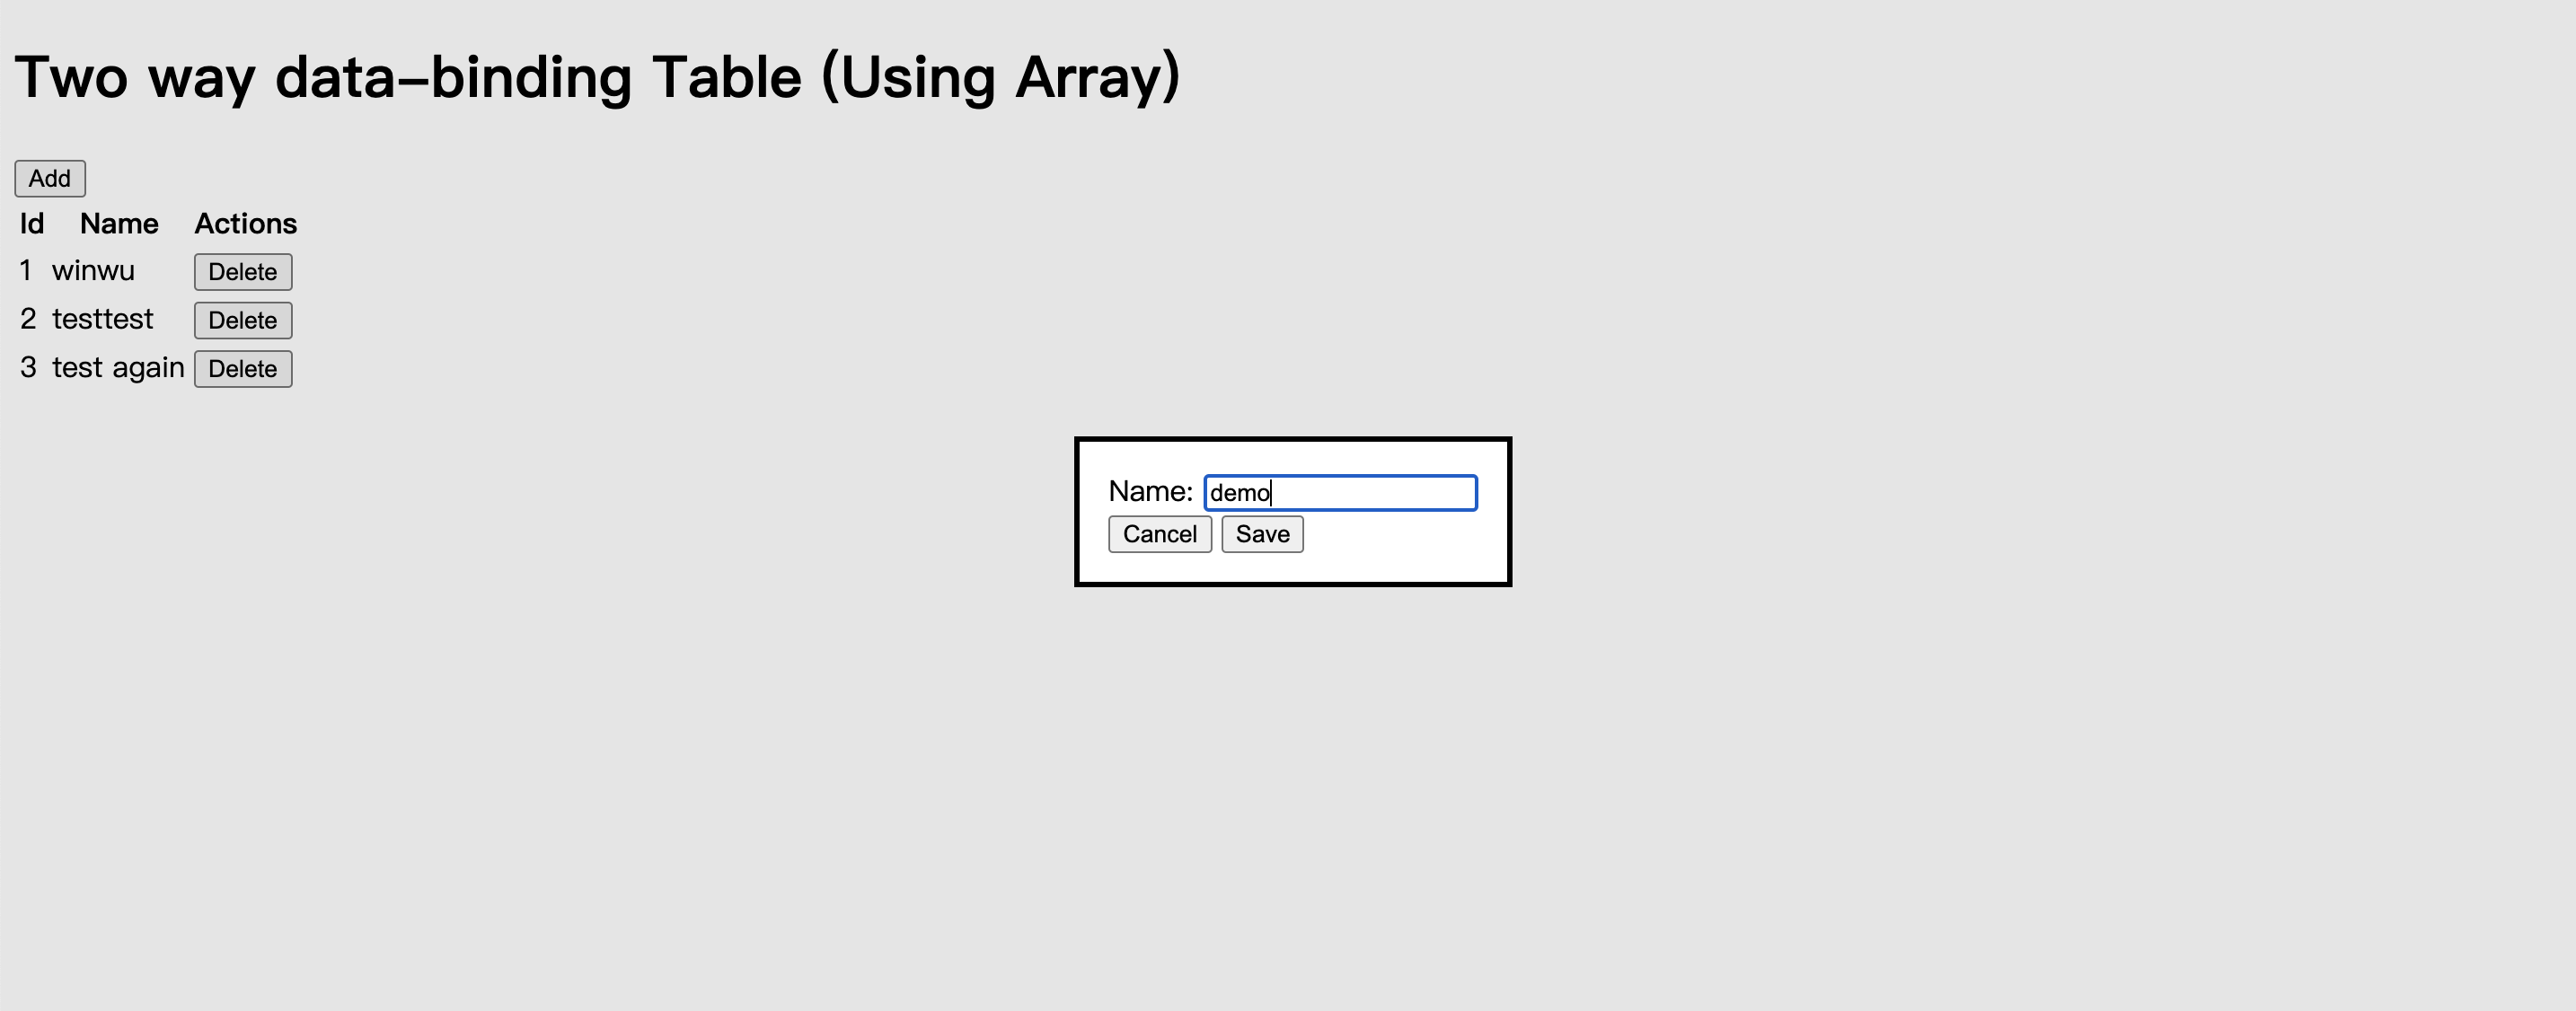 Two way data-binding Table (Using Array)
Add
Id Name Actions
1 winwu Delete
2 testtest Delete
3 test again Delete
Name: demo
Cancel Save